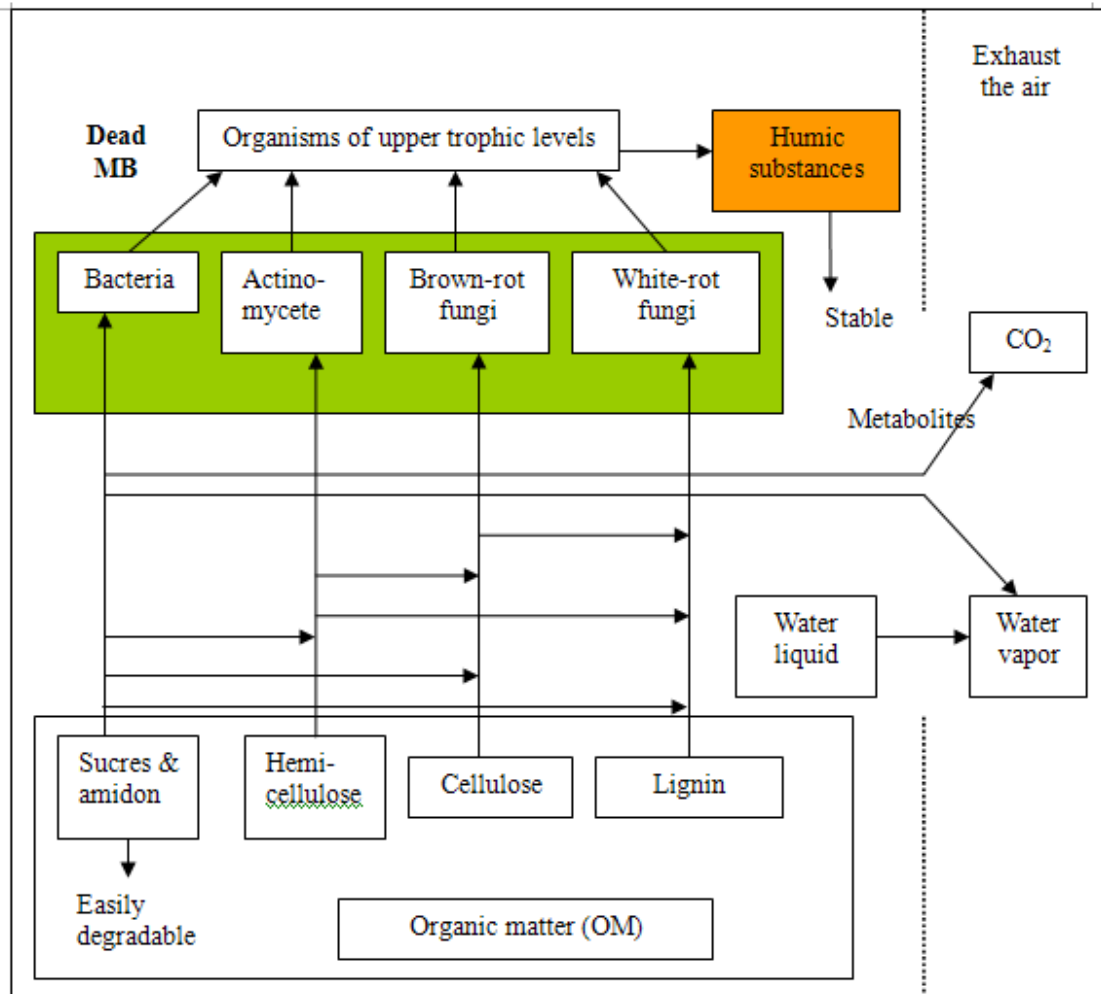 Exhaust
the air
Dead
MB
Organisms of upper trophic levels
Humic
substances
Bacteria
Actino-
mycete
Brown-rot
fungi
White-rot
fungi
Stable
CO₂
Metabolites
Water
liquid
Water
vapor
Sucres &
amidon
Hemi-
cellulose
Cellulose
Lignin
Easily
degradable
Organic matter (OM)